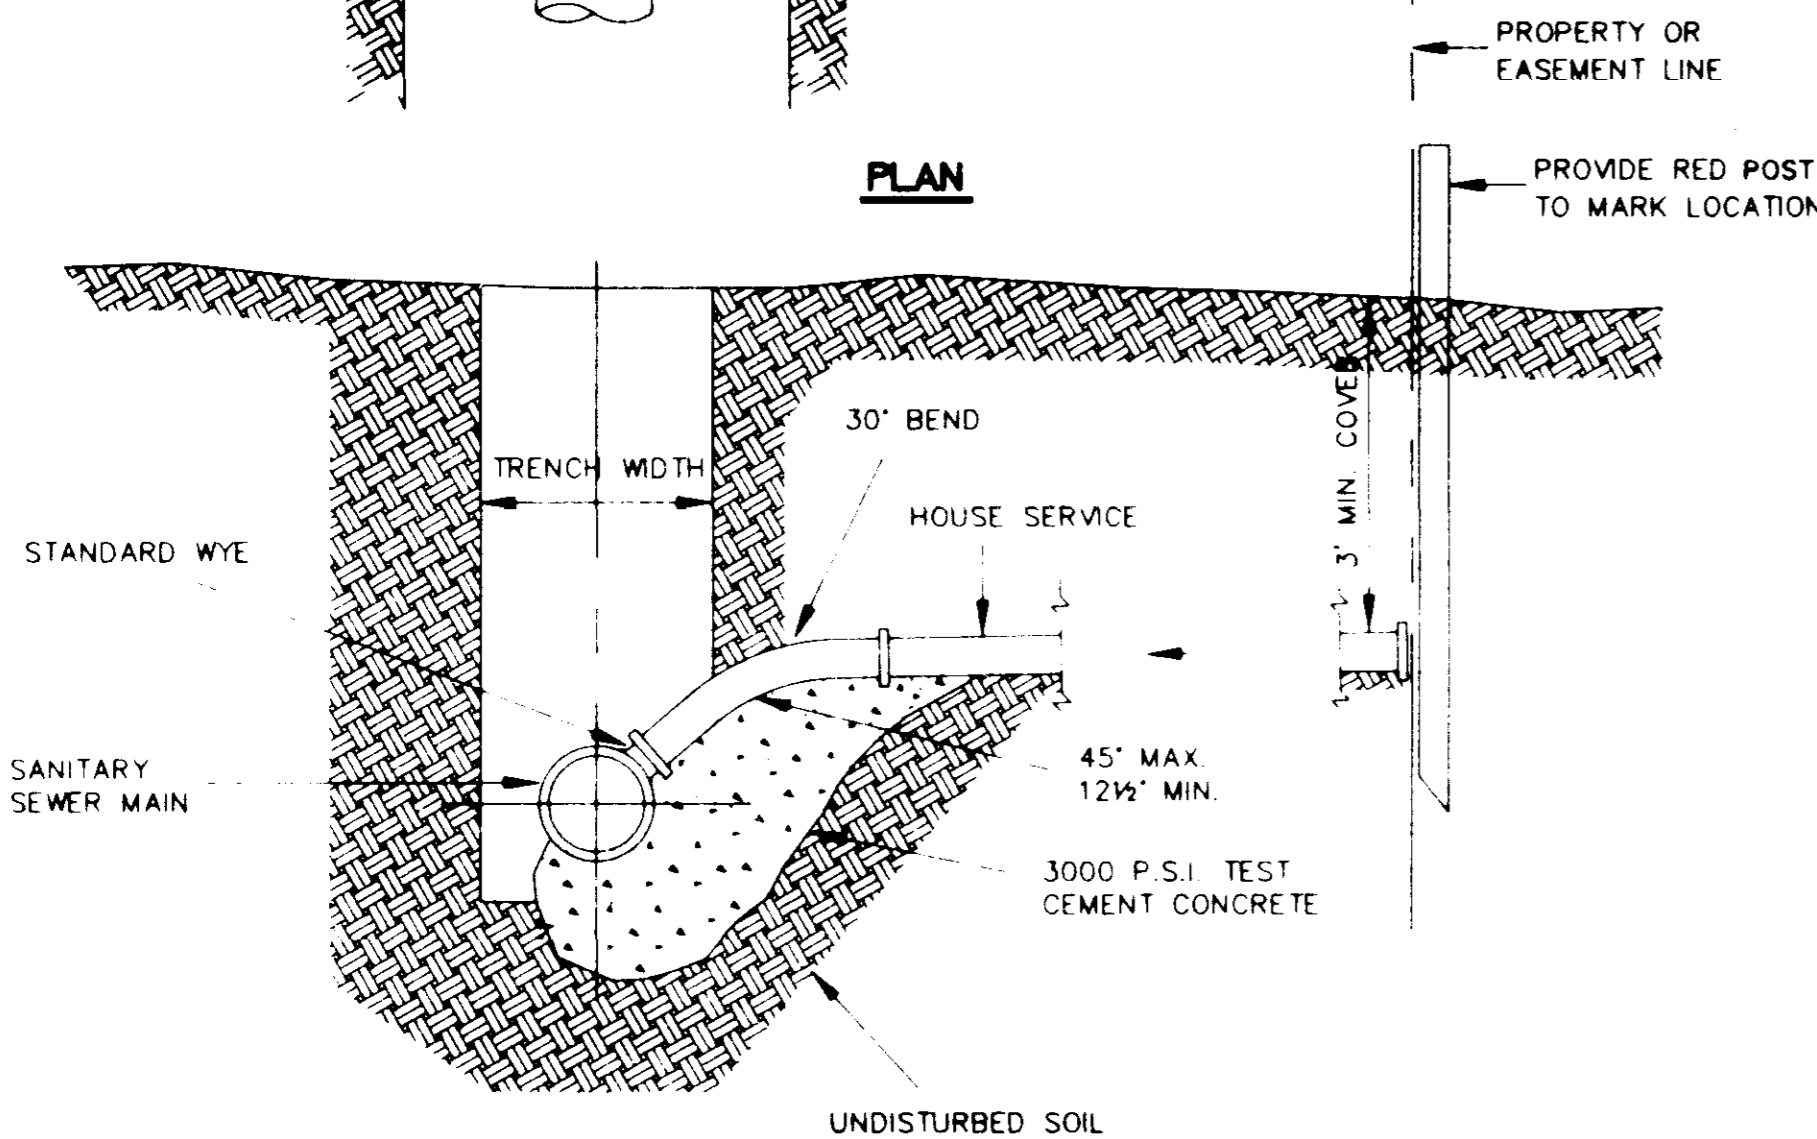 PROPERTY OR
EASEMENT LINE
PLAN
PROVIDE RED POST
TO MARK LOCATION
30° BEND
TRENCH WIDTH
3' MIN. COVER
HOUSE SERVICE
STANDARD WYE
45° MAX.
12½° MIN.
SANITARY
SEWER MAIN
3000 P.S.I. TEST
CEMENT CONCRETE
UNDISTURBED SOIL